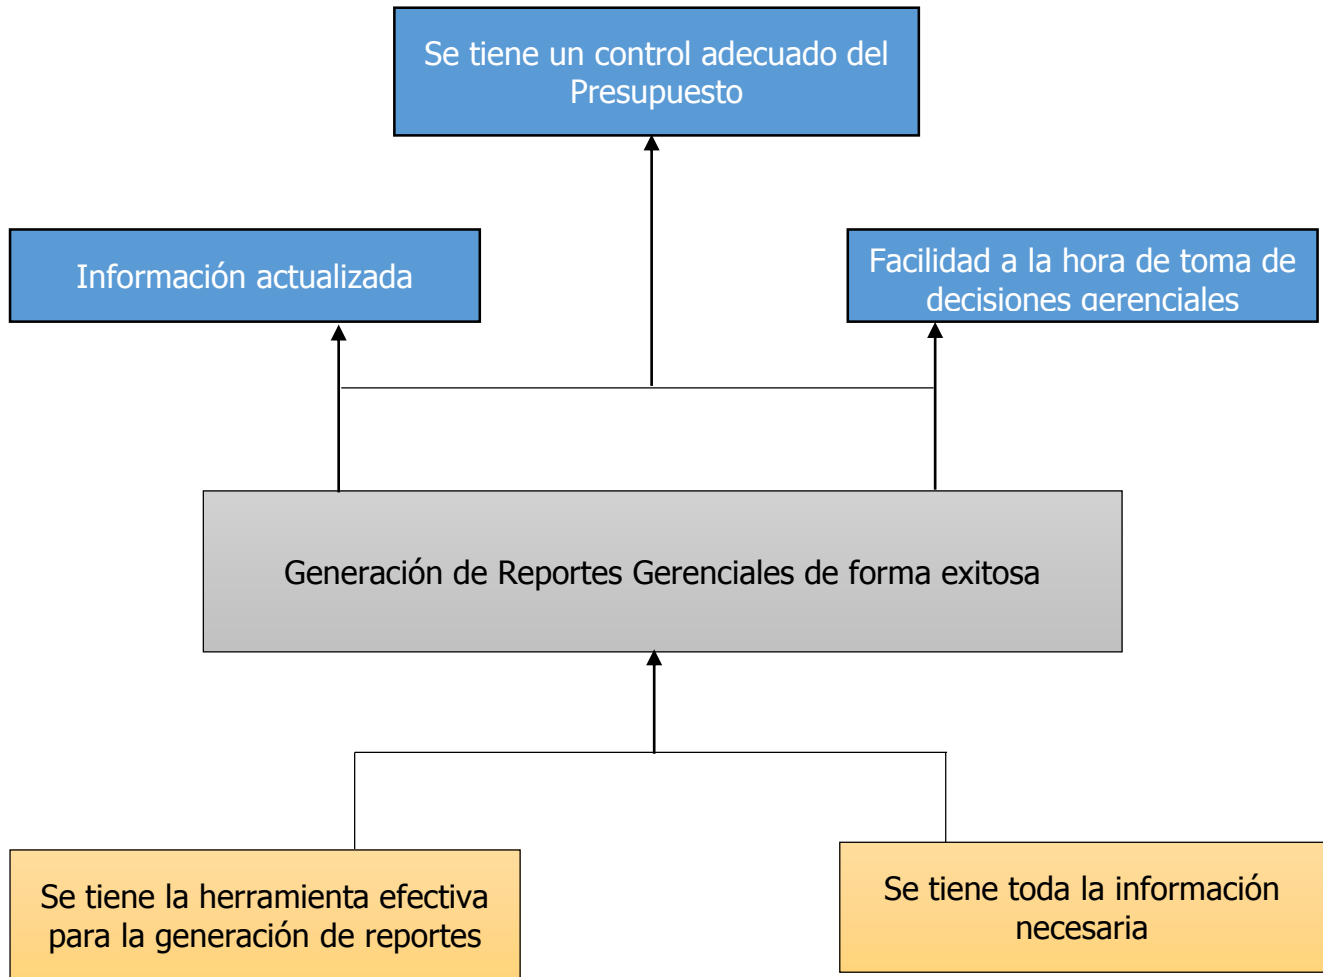 Se tiene un control adecuado del
Presupuesto
Información actualizada
Facilidad a la hora de toma de
decisiones gerenciales
Generación de Reportes Gerenciales de forma exitosa
Se tiene la herramienta efectiva
para la generación de reportes
Se tiene toda la información
necesaria